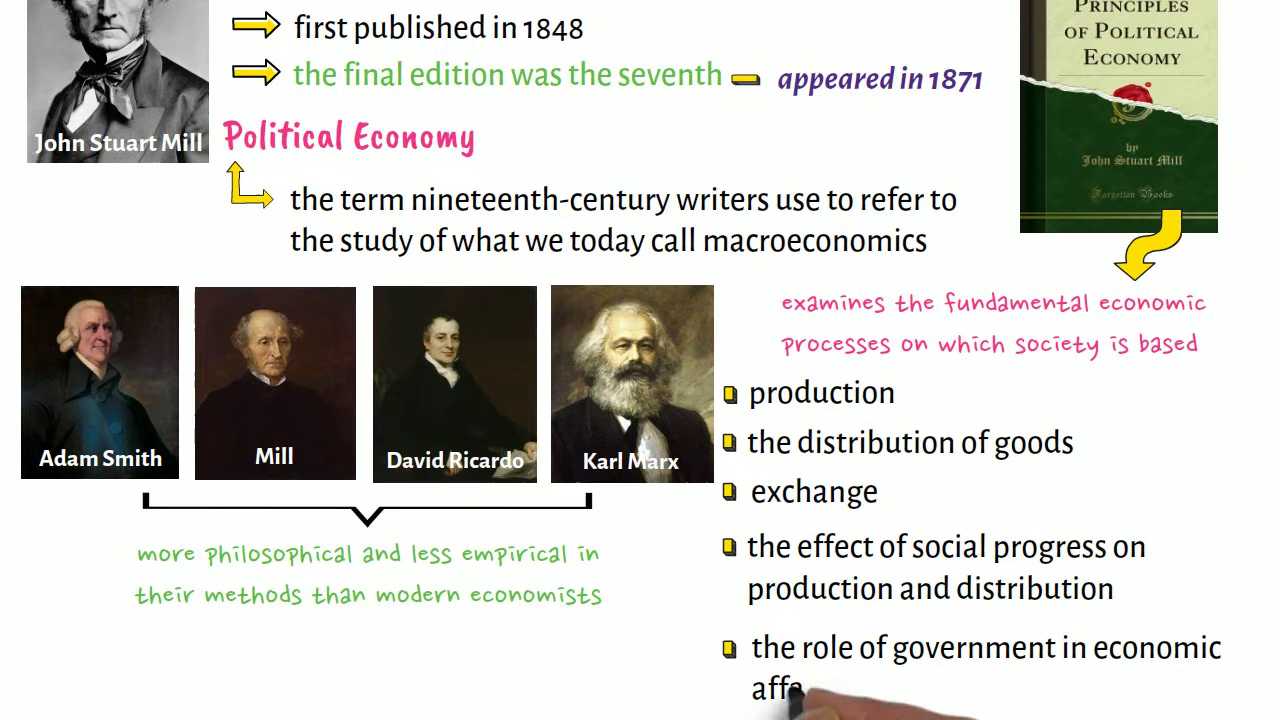 first published in 1848
the final edition was the seventh
appeared in 1871
John Stuart Mill
Political Economy
the term nineteenth-century writers use to refer to
the study of what we today call macroeconomics
PRINCIPLES
OF POLITICAL
ECONOMY
by
John Stuart Mill
Forgotten Books
Adam Smith
Mill
David Ricardo
Karl Marx
more philosophical and less empirical in
their methods than modern economists
examines the fundamental economic
processes on which society is based
production
the distribution of goods
exchange
the effect of social progress on
production and distribution
the role of government in economic
affa